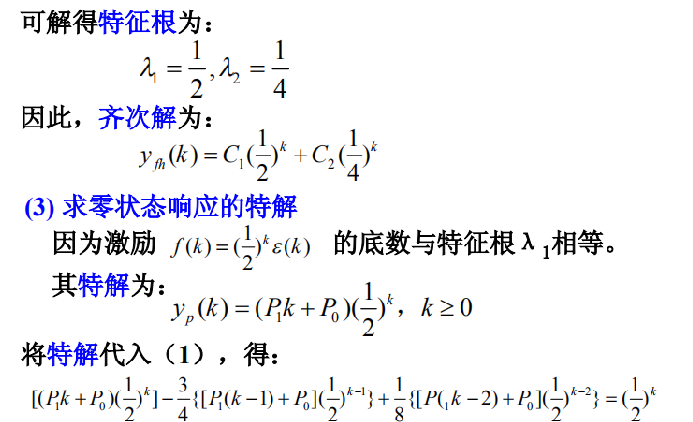 可解得特征根为：
λ₁ = 1/2, λ₂ = 1/4
因此，齐次解为：
y_fh(k) = C₁(1/2)^k + C₂(1/4)^k
(3) 求零状态响应的特解
因为激励 f(k) = (1/2)^k ε(k) 的底数与特征根λ₁相等。
其特解为：
y_p(k) = (P₁k + P₀)(1/2)^k，k ≥ 0
将特解代入（1），得：
[(P₁k + P₀)(1/2)^k] − 3/4{[P₁(k−1) + P₀](1/2)^{k−1}} + 1/8{[P(₁k−2) + P₀](1/2)^{k−2}} = (1/2)^k